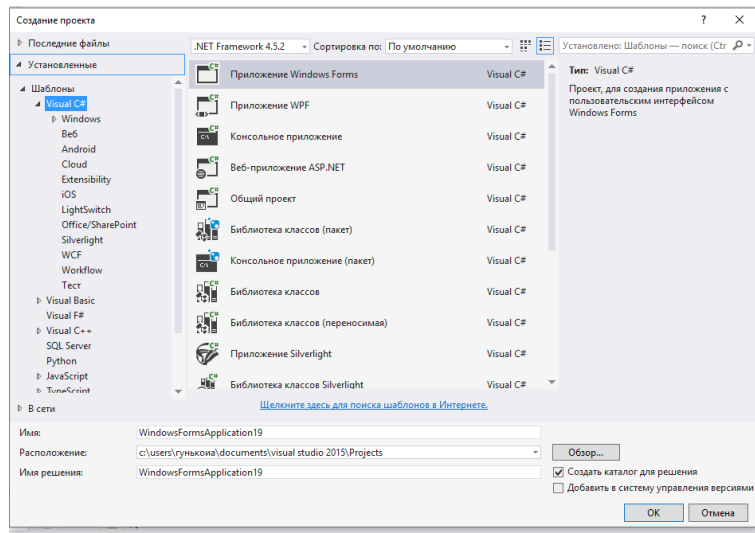 Создание проекта ? ×
Последние файлы
Установленные
Шаблоны
Visual C#
Windows
Веб
Android
Cloud
Extensibility
iOS
LightSwitch
Office/SharePoint
Silverlight
WCF
Workflow
Тест
Visual Basic
Visual F#
Visual C++
SQL Server
Python
JavaScript
TypeScript
В сети
.NET Framework 4.5.2 Сортировка по: По умолчанию
Приложение Windows Forms Visual C#
Приложение WPF Visual C#
Консольное приложение Visual C#
Веб-приложение ASP.NET Visual C#
Общий проект Visual C#
Библиотека классов (пакет) Visual C#
Консольное приложение (пакет) Visual C#
Библиотека классов Visual C#
Библиотека классов (переносимая) Visual C#
Приложение Silverlight Visual C#
Библиотека классов Silverlight Visual C#
Щелкните здесь для поиска шаблонов в Интернете.
Установлено: Шаблоны — поиск (Ctr
Тип: Visual C#
Проект, для создания приложения с
пользовательским интерфейсом
Windows Forms
Имя: WindowsFormsApplication19
Расположение: c:\users\гунькоиа\documents\visual studio 2015\Projects
Обзор...
Имя решения: WindowsFormsApplication19
Создать каталог для решения
Добавить в систему управления версиями
OK Отмена